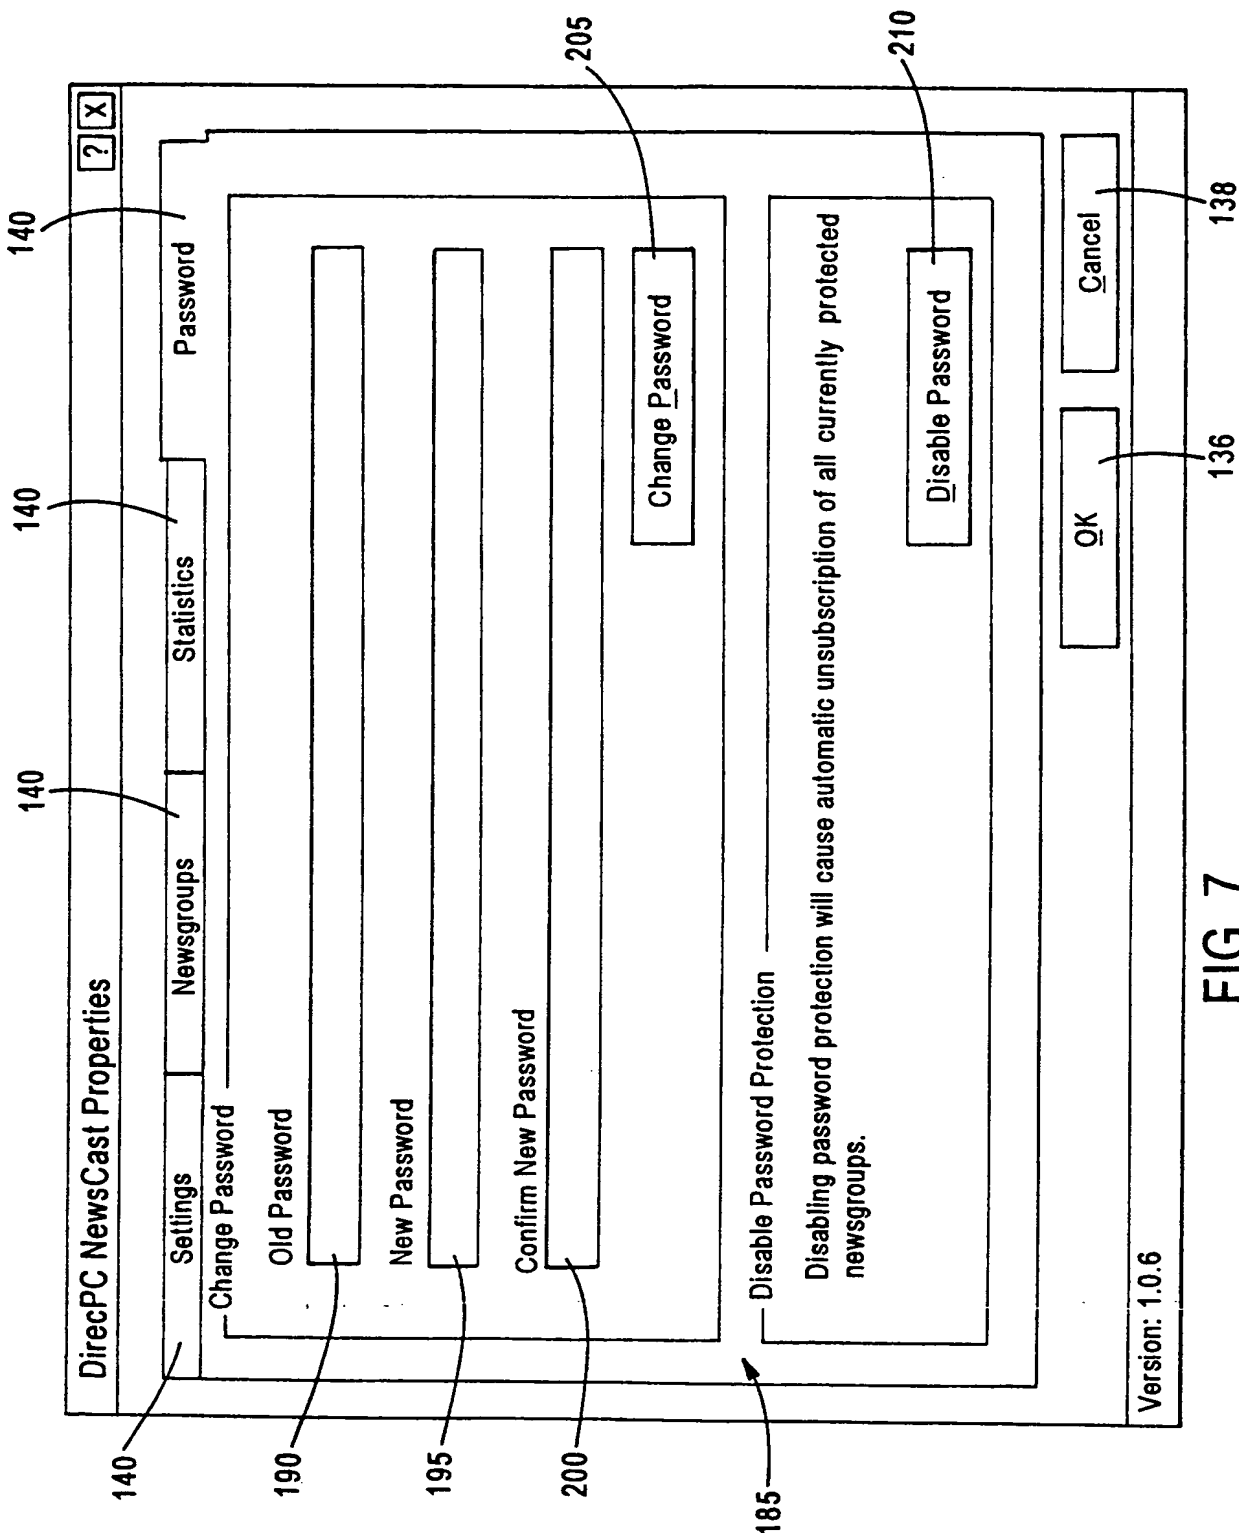 DirecPC NewsCast Properties
? X
140
140
140
140
Settings
Newsgroups
Statistics
Password
Change Password
Old Password
190
New Password
195
Confirm New Password
200
Change Password
205
185
Disable Password Protection
Disabling password protection will cause automatic unsubscription of all currently protected
newsgroups.
Disable Password
210
OK
Cancel
136
138
Version: 1.0.6
FIG 7